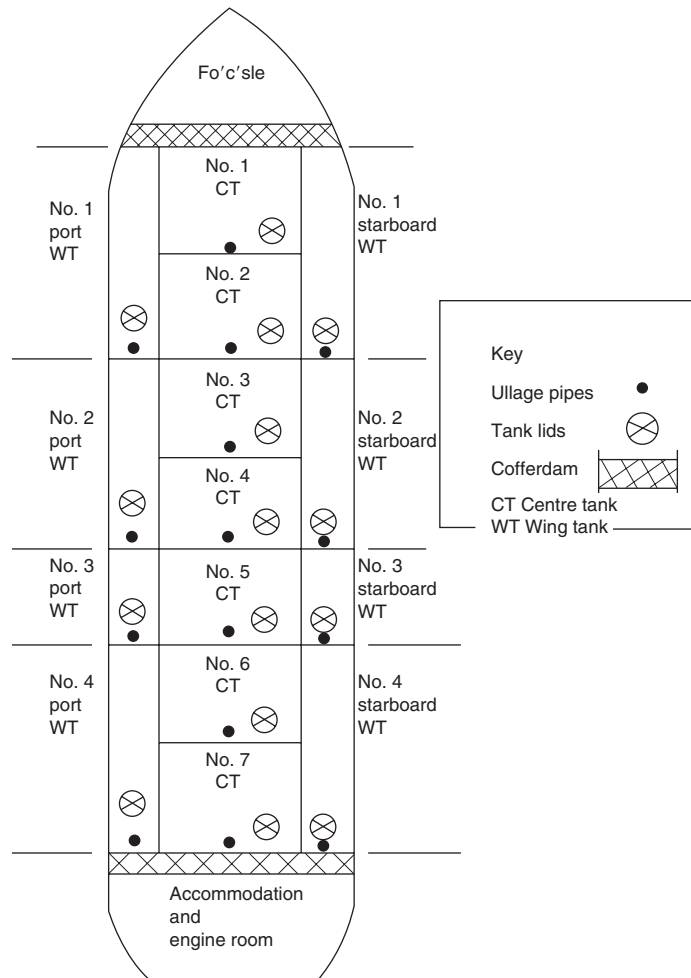 Fo′c′sle
No. 1
CT
No. 1
port
WT
No. 1
starboard
WT
No. 2
CT
No. 3
CT
No. 2
port
WT
No. 2
starboard
WT
No. 4
CT
No. 5
CT
No. 3
port
WT
No. 3
starboard
WT
No. 6
CT
No. 4
port
WT
No. 4
starboard
WT
No. 7
CT
Accommodation
and
engine room
Key
Ullage pipes
Tank lids
Cofferdam
CT Centre tank
WT Wing tank